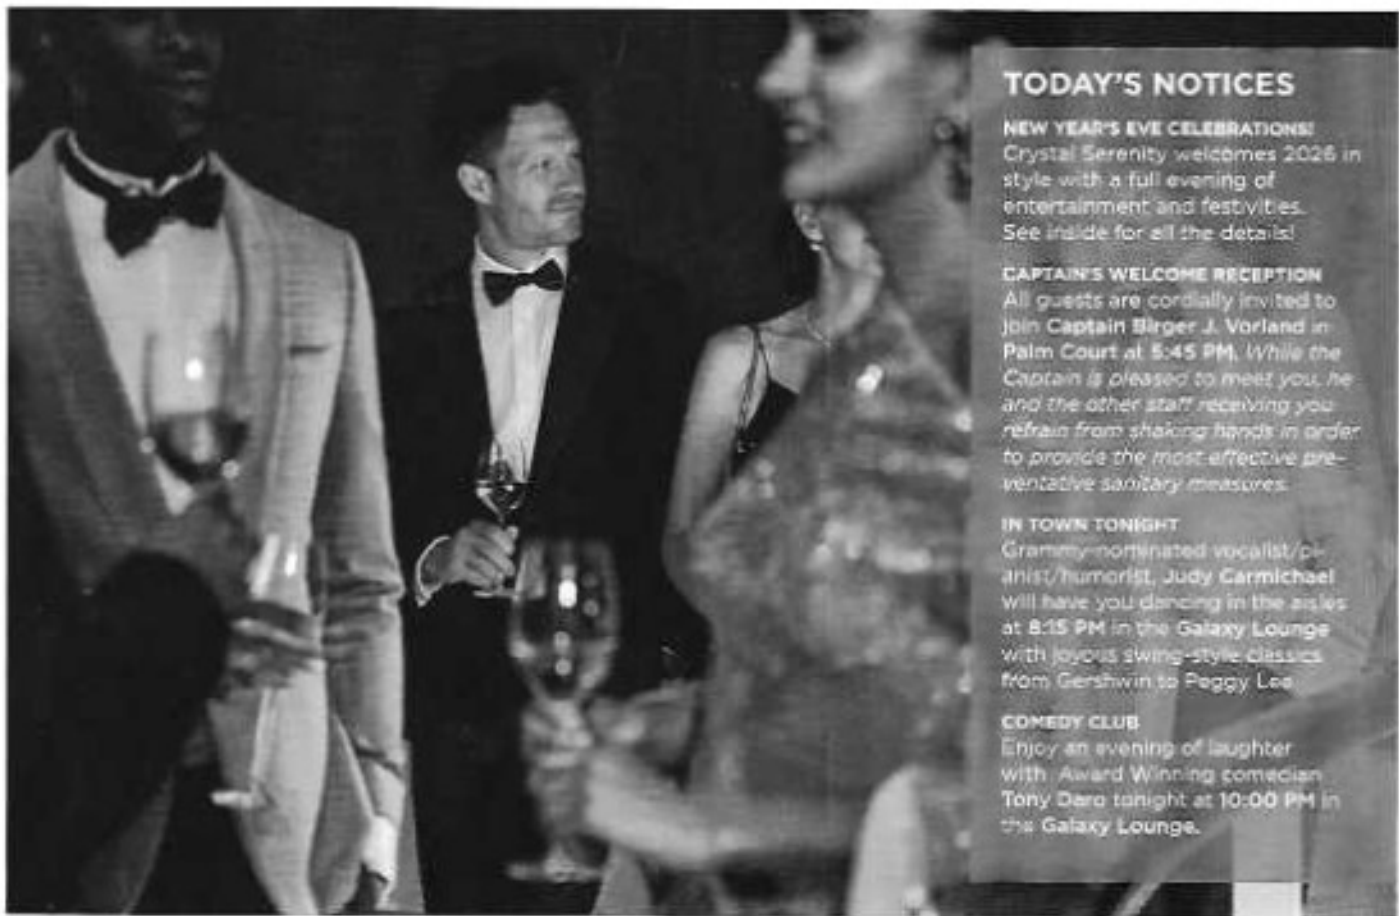 TODAY'S NOTICES
NEW YEAR'S EVE CELEBRATIONS!
Crystal Serenity welcomes 2026 in
style with a full evening of
entertainment and festivities.
See inside for all the details!
CAPTAIN'S WELCOME RECEPTION
All guests are cordially invited to
join Captain Birger J. Vorland in
Palm Court at 5:45 PM. While the
Captain is pleased to meet you, he
and the other staff receiving you
refrain from shaking hands in order
to provide the most effective pre-
ventative sanitary measures.
IN TOWN TONIGHT
Grammy-nominated vocalist/pi-
anist/humorist, Judy Carmichael
will have you dancing in the aisles
at 8:15 PM in the Galaxy Lounge
with joyous swing-style classics
from Gershwin to Peggy Lee
COMEDY CLUB
Enjoy an evening of laughter
with Award Winning comedian
Tony Daro tonight at 10:00 PM in
the Galaxy Lounge.